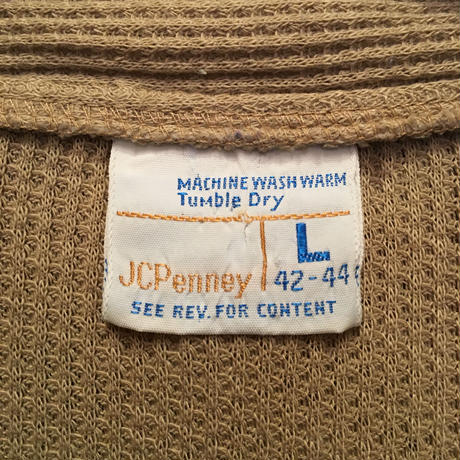 MACHINE WASH WARM
Tumble Dry
L
JCPenney 42-44
SEE REV. FOR CONTENT